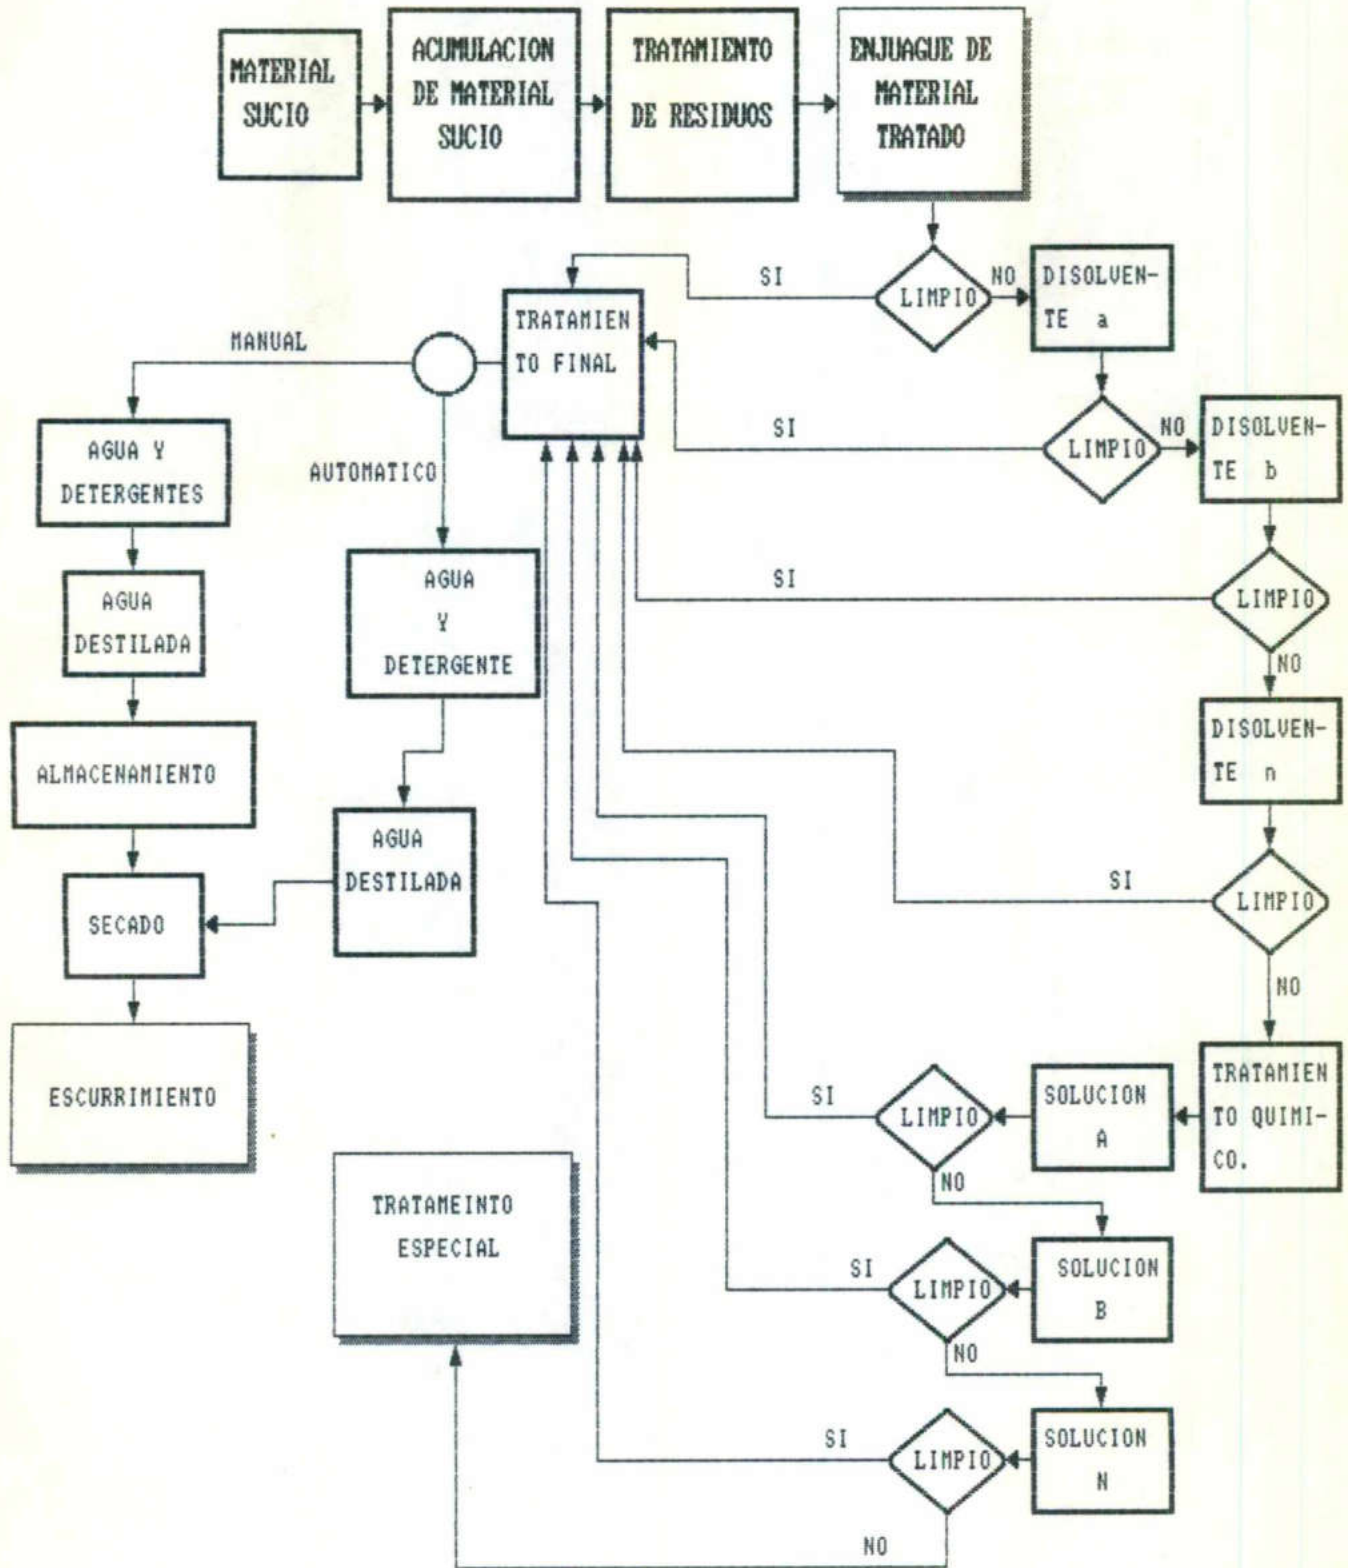 MATERIAL
SUCIO
ACUMULACION
DE MATERIAL
SUCIO
TRATAMIENTO
DE RESIDUOS
ENJUAGUE DE
MATERIAL
TRATADO
LIMPIO
SI
NO
DISOLVEN-
TE a
TRATAMIEN
TO FINAL
MANUAL
AUTOMATICO
LIMPIO
SI
NO
DISOLVEN-
TE b
AGUA Y
DETERGENTES
AGUA
DESTILADA
AGUA
Y
DETERGENTE
SI
LIMPIO
NO
DISOLVEN-
TE n
ALMACENAMIENTO
AGUA
DESTILADA
SECADO
SI
LIMPIO
NO
ESCURRIMIENTO
TRATAMIEN
TO QUIMI-
CO.
SOLUCION
A
LIMPIO
SI
NO
TRATAMEINTO
ESPECIAL
SOLUCION
B
LIMPIO
SI
NO
SOLUCION
N
LIMPIO
SI
NO